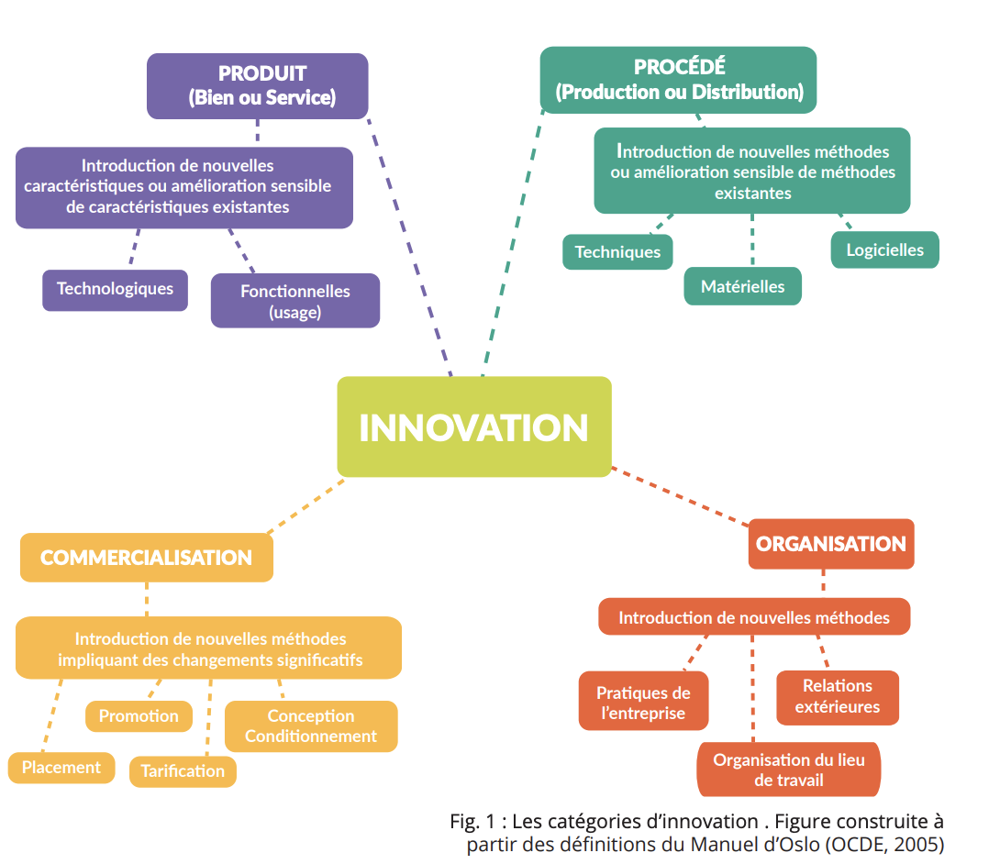 PRODUIT
(Bien ou Service)
Introduction de nouvelles
caractéristiques ou amélioration sensible
de caractéristiques existantes
Technologiques
Fonctionnelles
(usage)
PROCÉDÉ
(Production ou Distribution)
Introduction de nouvelles méthodes
ou amélioration sensible de méthodes
existantes
Techniques
Matérielles
Logicielles
INNOVATION
COMMERCIALISATION
Introduction de nouvelles méthodes
impliquant des changements significatifs
Promotion
Conception
Conditionnement
Placement
Tarification
ORGANISATION
Introduction de nouvelles méthodes
Pratiques de
l'entreprise
Relations
extérieures
Organisation du lieu
de travail
Fig. 1 : Les catégories d'innovation . Figure construite à
partir des définitions du Manuel d'Oslo (OCDE, 2005)